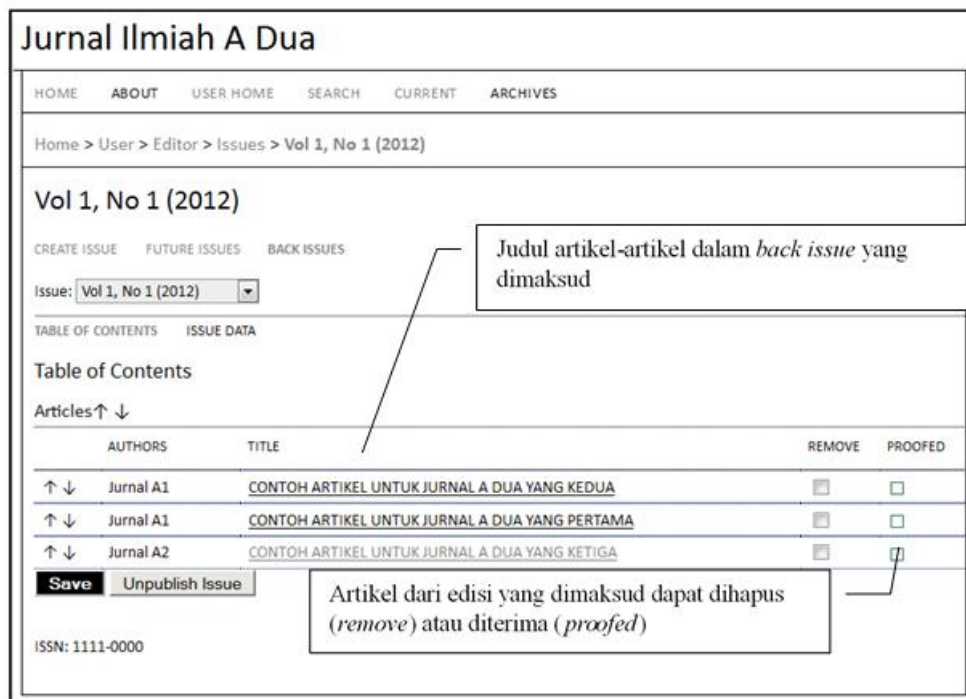 Jurnal Ilmiah A Dua
HOME ABOUT USER HOME SEARCH CURRENT ARCHIVES
Home > User > Editor > Issues > Vol 1, No 1 (2012)
Vol 1, No 1 (2012)
CREATE ISSUE FUTURE ISSUES BACK ISSUES
Judul artikel-artikel dalam back issue yang
dimaksud
Issue: Vol 1, No 1 (2012)
TABLE OF CONTENTS ISSUE DATA
Table of Contents
Articles↑ ↓
AUTHORS TITLE REMOVE PROOFED
↑ ↓ Jurnal A1 CONTOH ARTIKEL UNTUK JURNAL A DUA YANG KEDUA
↑ ↓ Jurnal A1 CONTOH ARTIKEL UNTUK JURNAL A DUA YANG PERTAMA
↑ ↓ Jurnal A2 CONTOH ARTIKEL UNTUK JURNAL A DUA YANG KETIGA
Save Unpublish Issue
Artikel dari edisi yang dimaksud dapat dihapus
(remove) atau diterima (proofed)
ISSN: 1111-0000